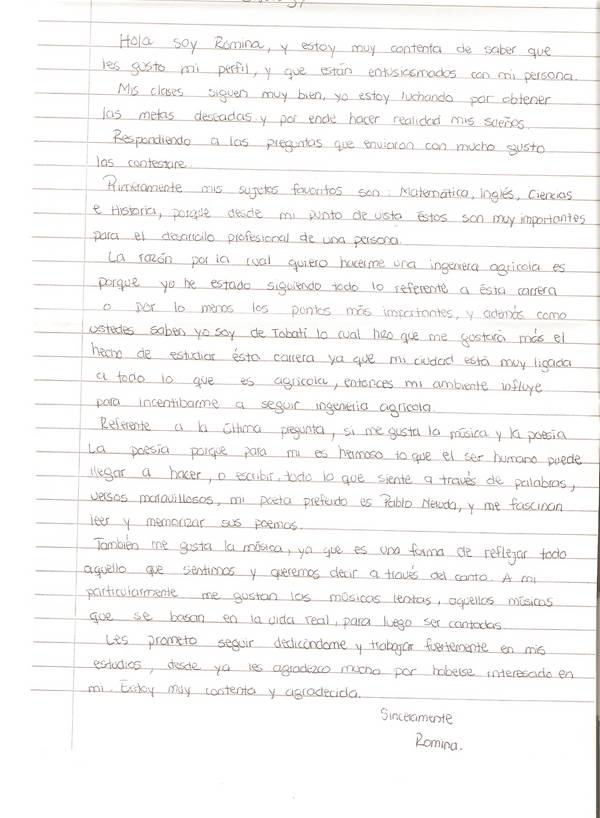 Hola soy Romina, y estoy muy contenta de saber que
les gusto mi perfil, y que están entusiasmados con mi persona.
Mis clases siguen muy bien, yo estoy luchando por obtener
las metas deseadas y por ende hacer realidad mis sueños.
Respondiendo a las preguntas que enviaron con mucho gusto
las contestare.
Primeramente mis sujetos favoritos son: Matemática, inglés, Ciencias
e Historia, porque desde mi punto de vista éstos son muy importantes
para el desarrollo profesional de una persona.
La razón por la cual quiero hacerme una ingeniera agricola es
porque yo he estado siguiendo todo lo referente a ésta carrera
o por lo menos los puntos más importantes, y además como
ustedes saben yo soy de Tobatí lo cual hizo que me gustará más el
hecho de estudiar ésta carrera ya que mi ciudad está muy ligada
a todo lo que es agricola, entonces mi ambiente influye
para incentibarme a seguir ingenieria agricola.
Referente a la última pregunta, si me gusta la música y la poesia
La poesía porque para mi es hermoso lo que el ser humano puede
llegar a hacer, o escribir, todo lo que siente a través de palabras,
versos maravillosos, mi poeta preferido es Pablo Neruda, y me fascinan
leer y memorizar sus poemas.
También me gusta la música, ya que es una forma de reflejar todo
aquello que sentimos y queremos decir a través del canto. A mi
particularmente me gustan las músicas lentas, aquellas músicas
que se basan en la vida real, para luego ser cantadas.
Les prometo seguir dedicándome y trabajar fuertemente en mis
estudios, desde ya les agradezco mucho por haberse interesado en
mi. Estoy muy contenta y agradecida.
Sinceramente
Romina.